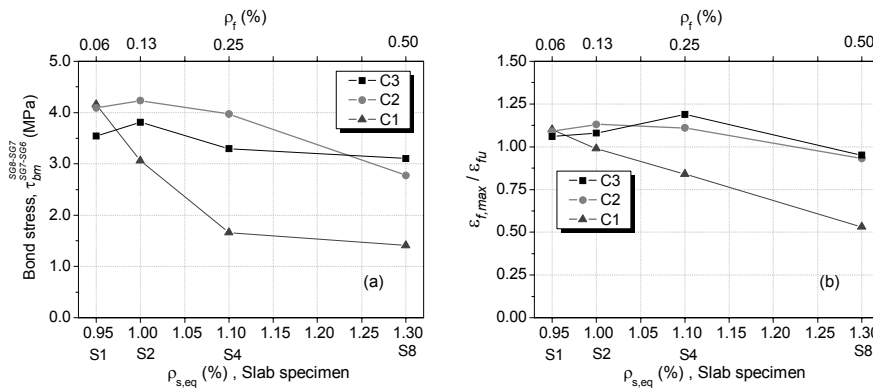 ρf (%)
0.06 0.13 0.25 0.50
5.0
4.0
3.0
2.0
1.0
0.0
Bond stress, τbm SG8-SG7 SG7-SG6 (MPa)
C3
C2
C1
(a)
0.95 1.00 1.05 1.10 1.15 1.20 1.25 1.30
S1 S2 S4 S8
ρs,eq (%) , Slab specimen
ρf (%)
0.06 0.13 0.25 0.50
1.50
1.25
1.00
0.75
0.50
0.25
0.00
εf,max / εfu
C3
C2
C1
(b)
0.95 1.00 1.05 1.10 1.15 1.20 1.25 1.30
S1 S2 S4 S8
ρs,eq (%) , Slab specimen